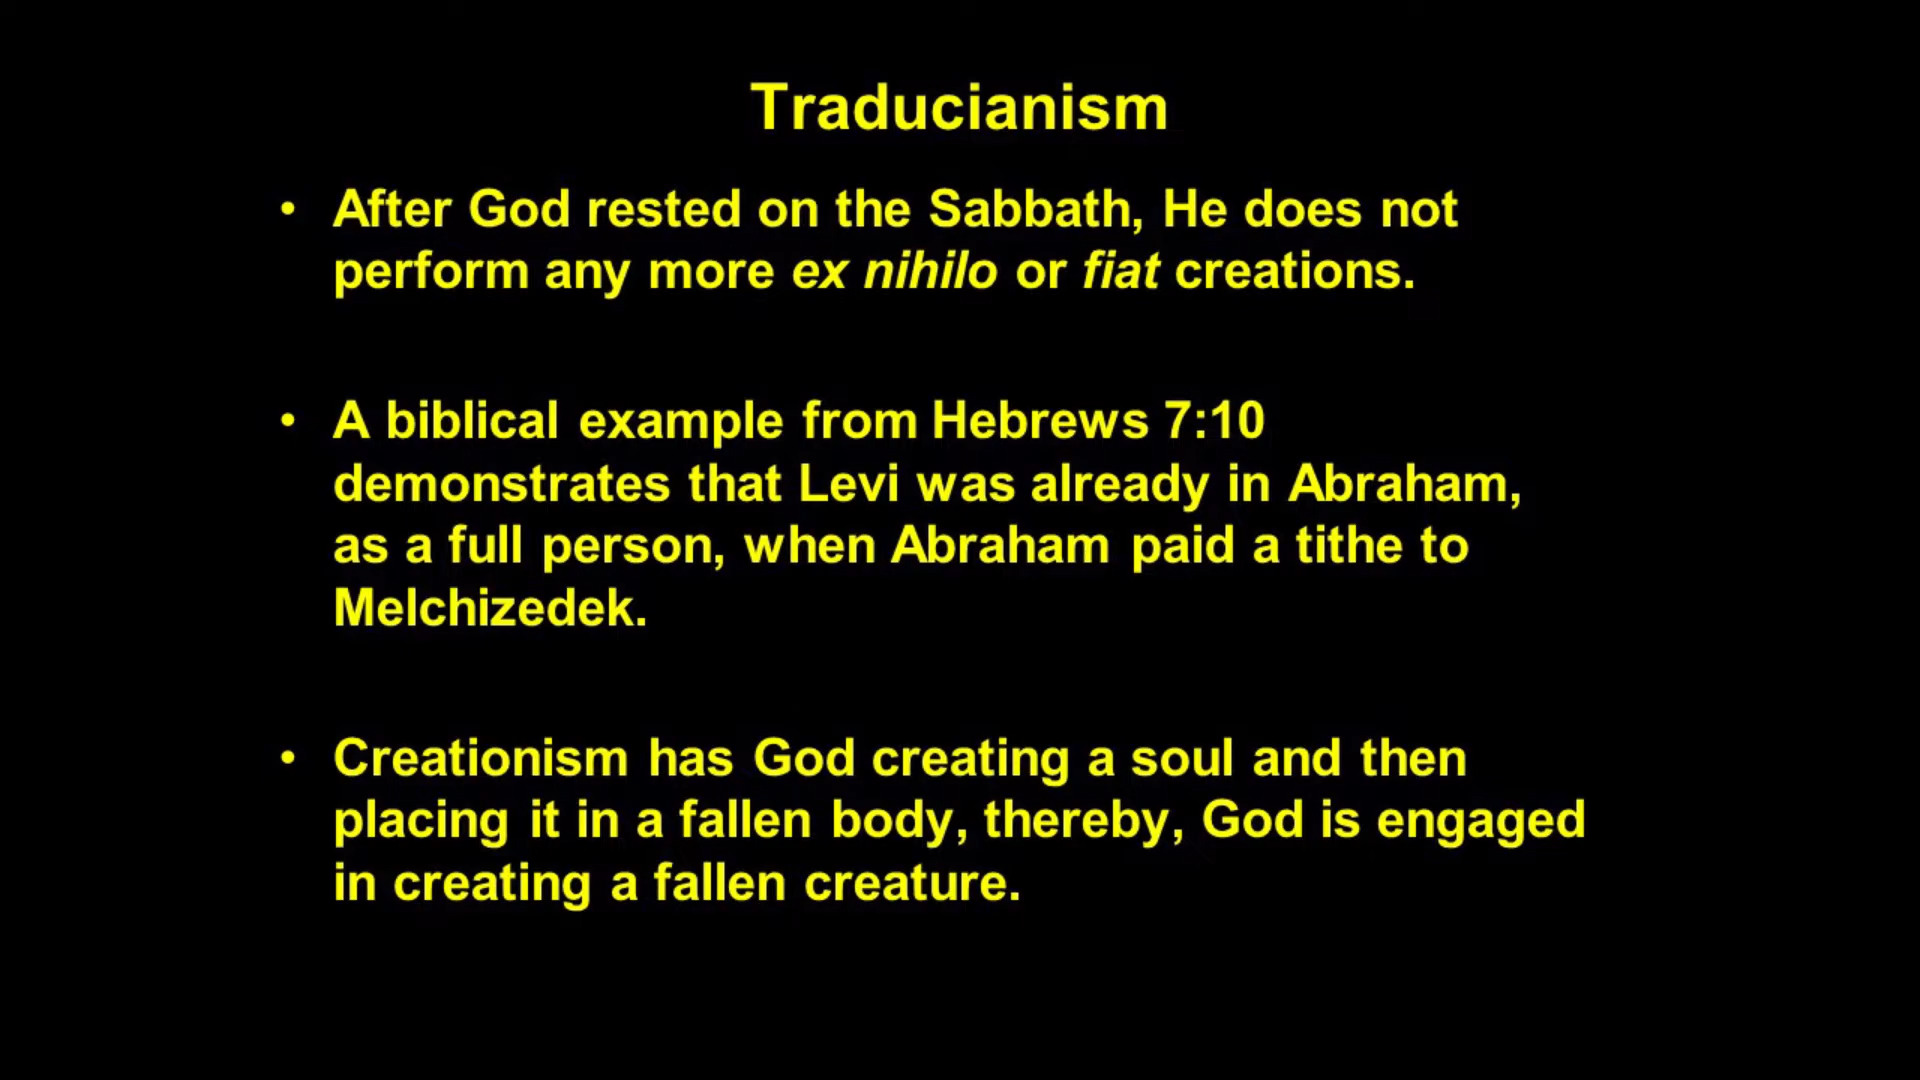 Traducianism
• After God rested on the Sabbath, He does not
perform any more ex nihilo or fiat creations.
• A biblical example from Hebrews 7:10
demonstrates that Levi was already in Abraham,
as a full person, when Abraham paid a tithe to
Melchizedek.
• Creationism has God creating a soul and then
placing it in a fallen body, thereby, God is engaged
in creating a fallen creature.